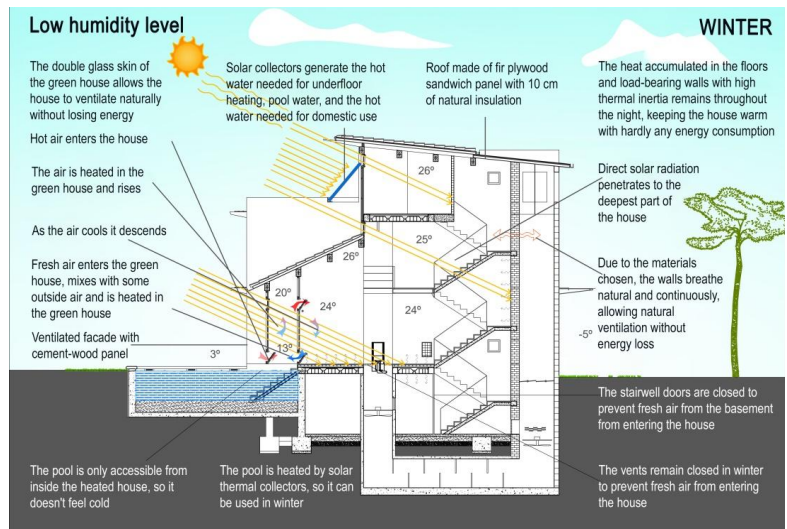 Low humidity level
WINTER
The double glass skin of
the green house allows the
house to ventilate naturally
without losing energy
Hot air enters the house
The air is heated in the
green house and rises
As the air cools it descends
Fresh air enters the green
house, mixes with some
outside air and is heated in
the green house
Ventilated facade with
cement-wood panel
Solar collectors generate the hot
water needed for underfloor
heating, pool water, and the hot
water needed for domestic use
Roof made of fir plywood
sandwich panel with 10 cm
of natural insulation
The heat accumulated in the floors
and load-bearing walls with high
thermal inertia remains throughout
the night, keeping the house warm
with hardly any energy consumption
Direct solar radiation
penetrates to the
deepest part of
the house
Due to the materials
chosen, the walls breathe
natural and continuously,
allowing natural
ventilation without
energy loss
26º
25º
26º
20º
24º
24º
13º
3º
-5º
The stairwell doors are closed to
prevent fresh air from the basement
from entering the house
The pool is only accessible from
inside the heated house, so it
doesn't feel cold
The pool is heated by solar
thermal collectors, so it can
be used in winter
The vents remain closed in winter
to prevent fresh air from entering
the house